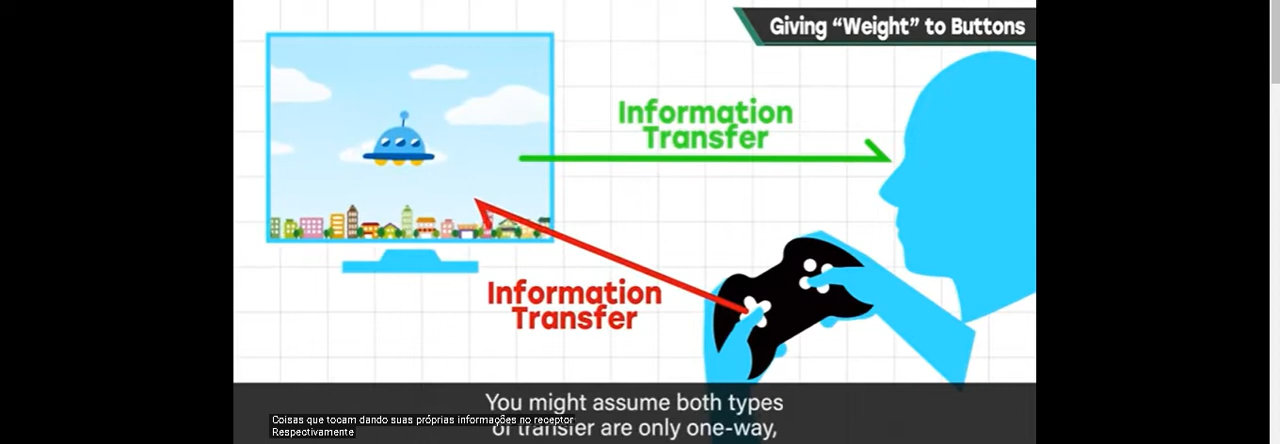 Giving “Weight” to Buttons
Information
Transfer
Information
Transfer
You might assume both types
of transfer are only one-way,
Coisas que tocam dando suas próprias informações no receptor
Respectivamente